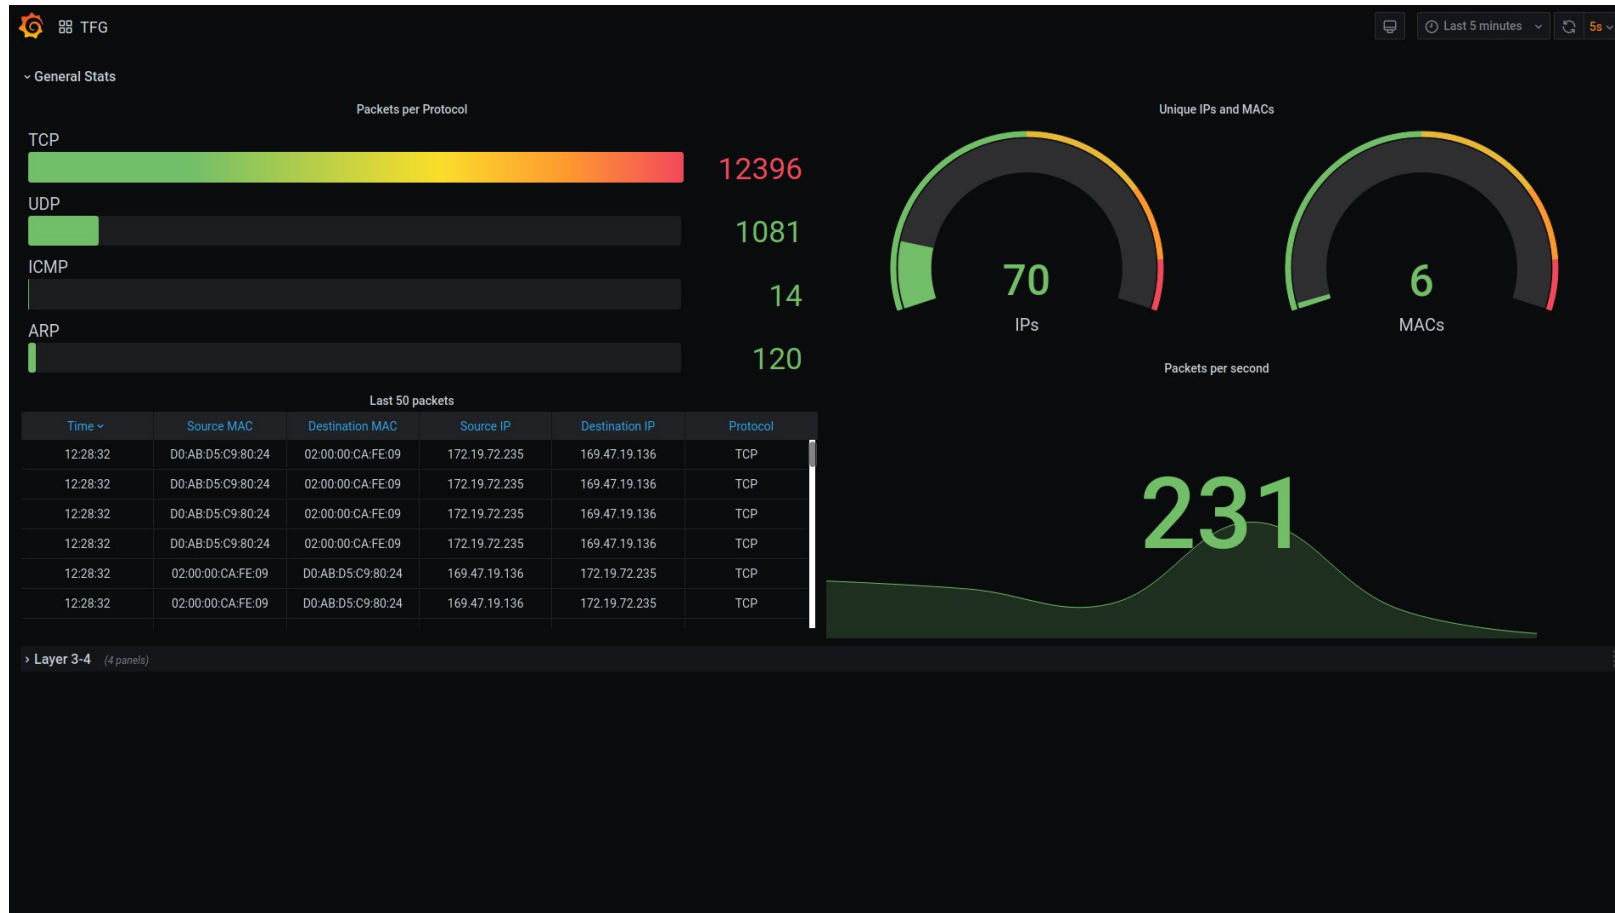 TFG
Last 5 minutes
5s
General Stats
Packets per Protocol
TCP
12396
UDP
1081
ICMP
14
ARP
120
Unique IPs and MACs
70
IPs
6
MACs
Packets per second
231
Last 50 packets
Time Source MAC Destination MAC Source IP Destination IP Protocol
12:28:32 D0:AB:D5:C9:80:24 02:00:00:CA:FE:09 172.19.72.235 169.47.19.136 TCP
12:28:32 D0:AB:D5:C9:80:24 02:00:00:CA:FE:09 172.19.72.235 169.47.19.136 TCP
12:28:32 D0:AB:D5:C9:80:24 02:00:00:CA:FE:09 172.19.72.235 169.47.19.136 TCP
12:28:32 D0:AB:D5:C9:80:24 02:00:00:CA:FE:09 172.19.72.235 169.47.19.136 TCP
12:28:32 02:00:00:CA:FE:09 D0:AB:D5:C9:80:24 169.47.19.136 172.19.72.235 TCP
12:28:32 02:00:00:CA:FE:09 D0:AB:D5:C9:80:24 169.47.19.136 172.19.72.235 TCP
Layer 3-4 (4 panels)